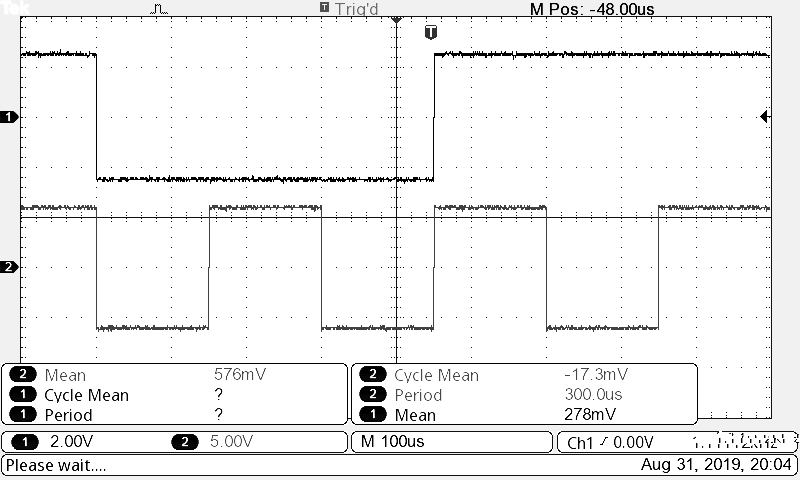 Tek
T Trig'd
M Pos: -48.00us
T
1
2
2 Mean 576mV
1 Cycle Mean ?
1 Period ?
2 Cycle Mean -17.3mV
2 Period 300.0us
1 Mean 278mV
1 2.00V 2 5.00V
M 100us
Ch1 0.00V
Please wait....
Aug 31, 2019, 20:04